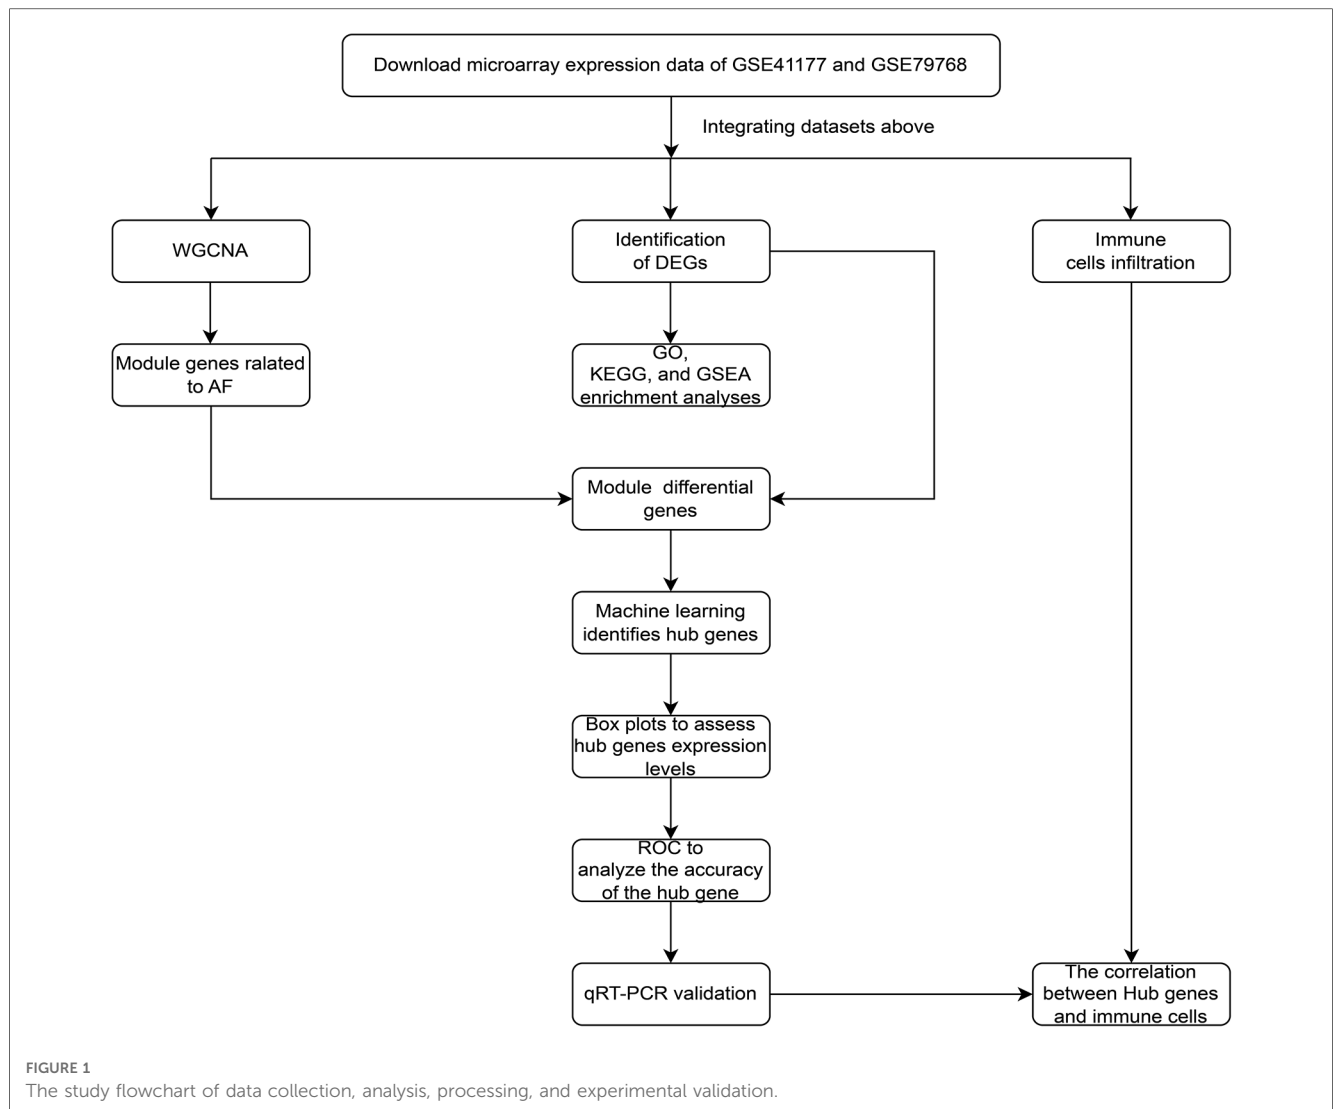 Download microarray expression data of GSE41177 and GSE79768
Integrating datasets above
WGCNA
Identification
of DEGs
Immune
cells infiltration
Module genes ralated
to AF
GO,
KEGG, and GSEA
enrichment analyses
Module differential
genes
Machine learning
identifies hub genes
Box plots to assess
hub genes expression
levels
ROC to
analyze the accuracy
of the hub gene
qRT-PCR validation
The correlation
between Hub genes
and immune cells
FIGURE 1
The study flowchart of data collection, analysis, processing, and experimental validation.